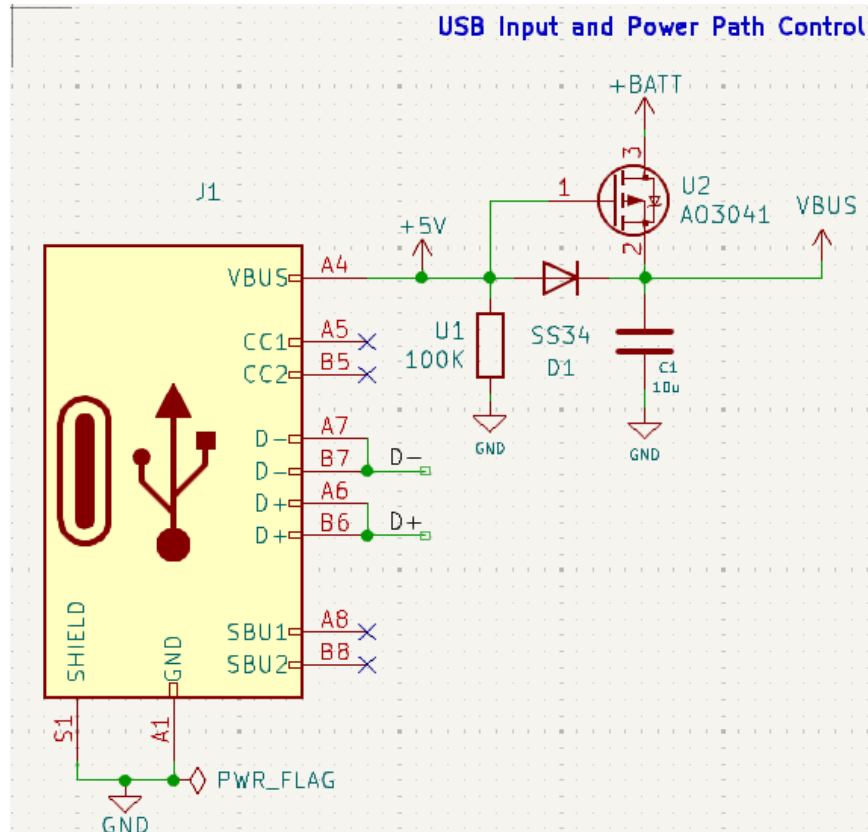 USB Input and Power Path Control
+BATT
3
J1
1
U2
AO3041
VBUS
+5V
2
VBUS
A4
U1
100K
SS34
D1
C1
10u
CC1
A5
CC2
B5
GND
GND
D-
A7
D-
B7
D-
D+
A6
D+
B6
D+
SHIELD
GND
SBU1
A8
SBU2
B8
S1
A1
PWR_FLAG
GND